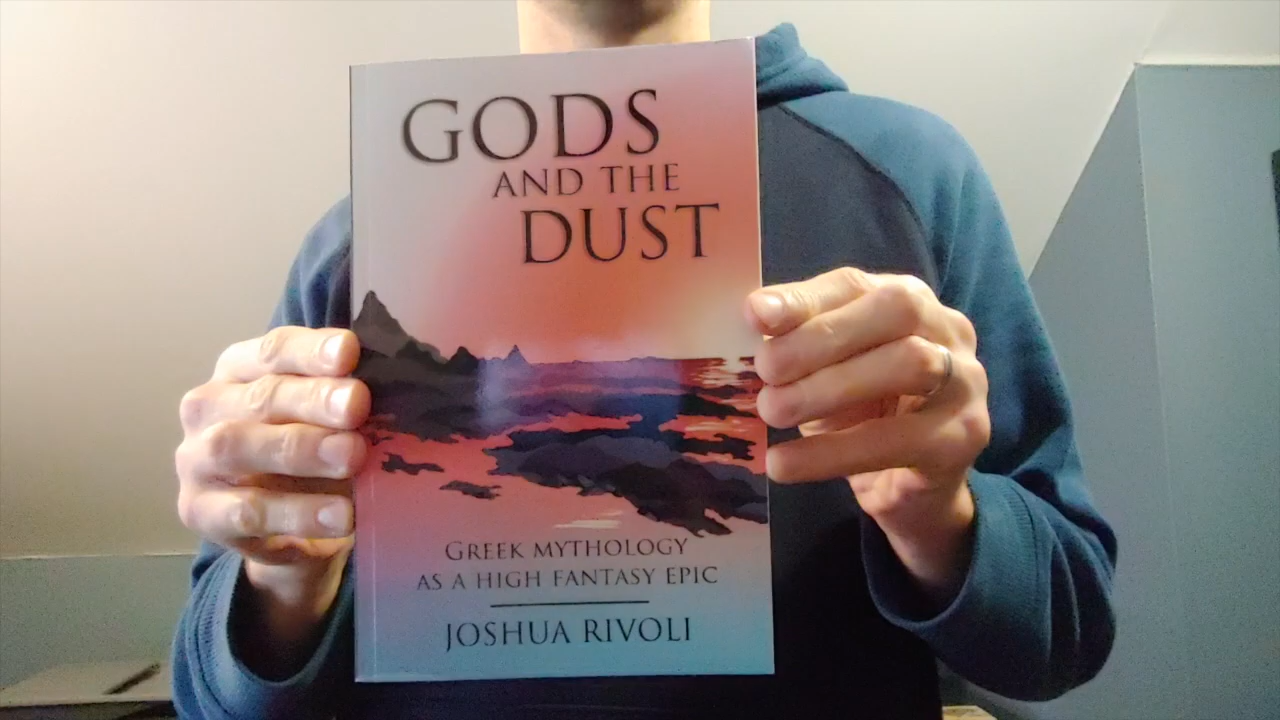 GODS
AND THE
DUST
GREEK MYTHOLOGY
AS A HIGH FANTASY EPIC
JOSHUA RIVOLI